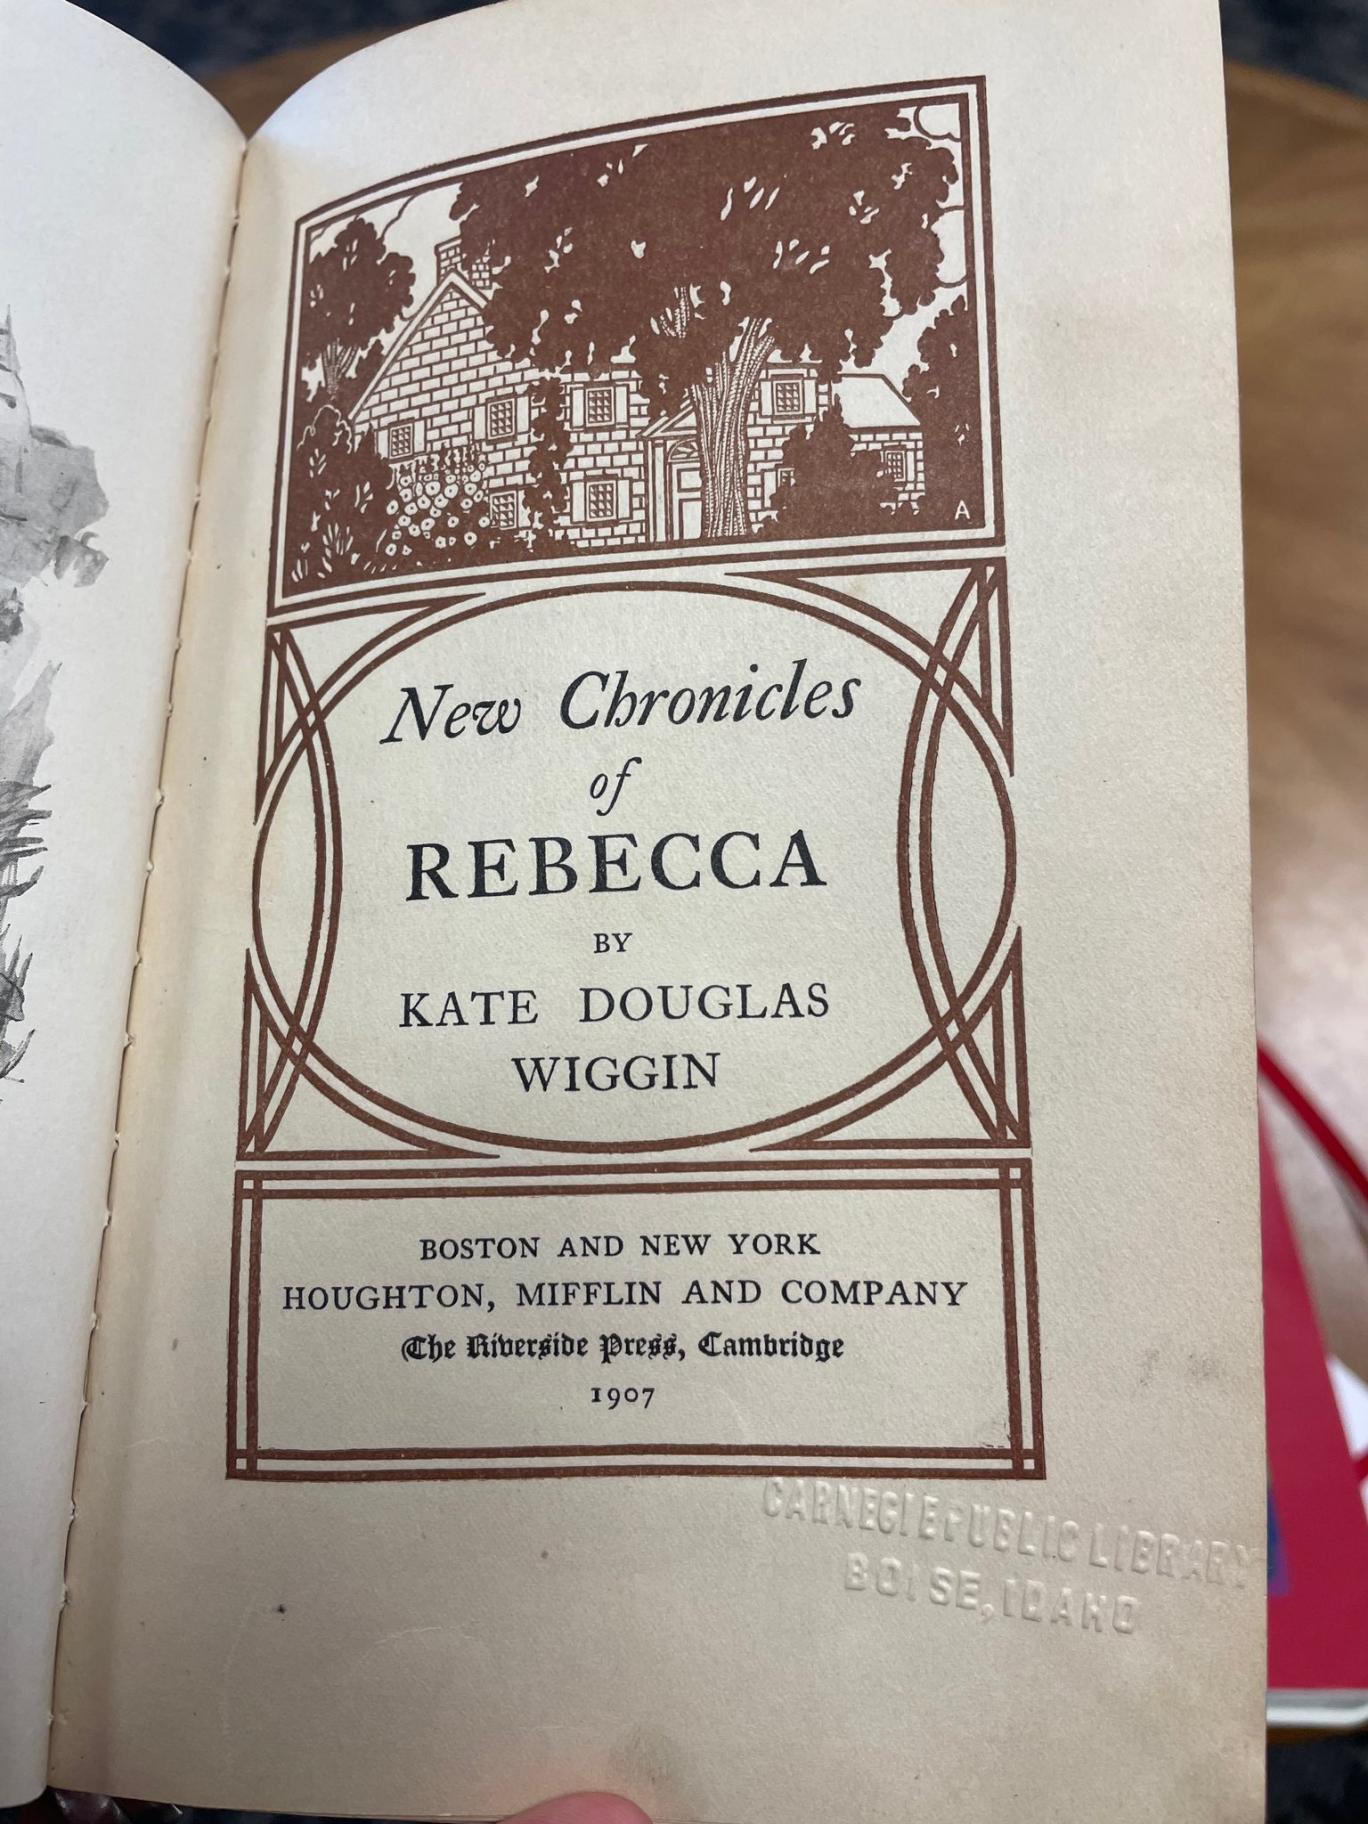 A
New Chronicles
of
REBECCA
BY
KATE DOUGLAS
WIGGIN
BOSTON AND NEW YORK
HOUGHTON, MIFFLIN AND COMPANY
The Riverside Press, Cambridge
1907
CARNEGIE PUBLIC LIBRARY
BOISE, IDAHO